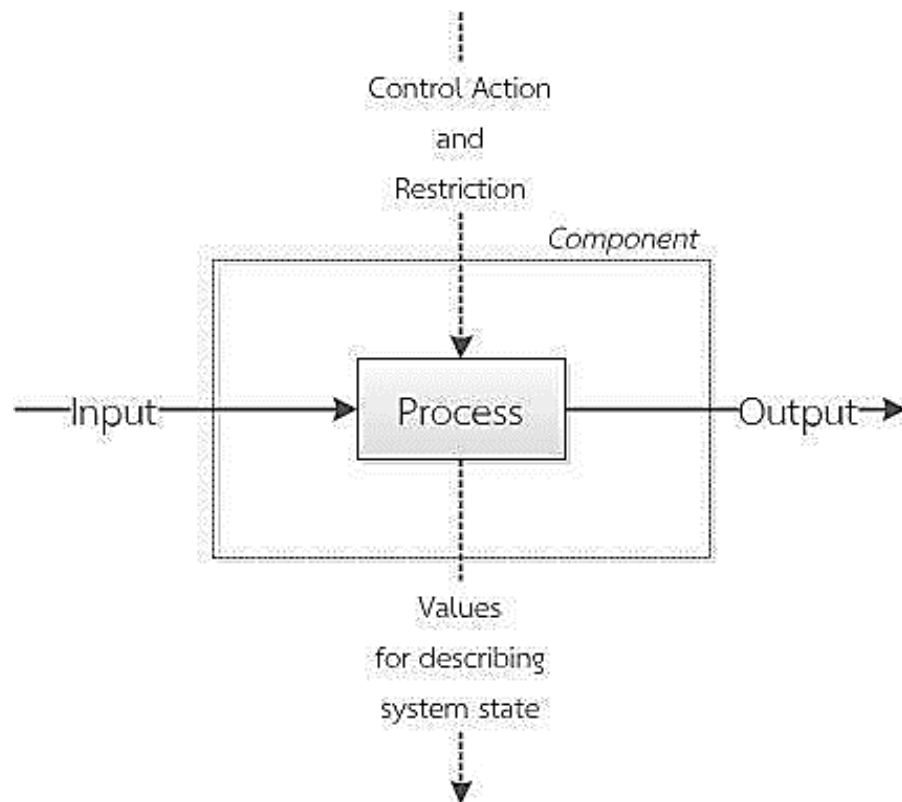 Control Action
and
Restriction
Component
Input
Process
Output
Values
for describing
system state